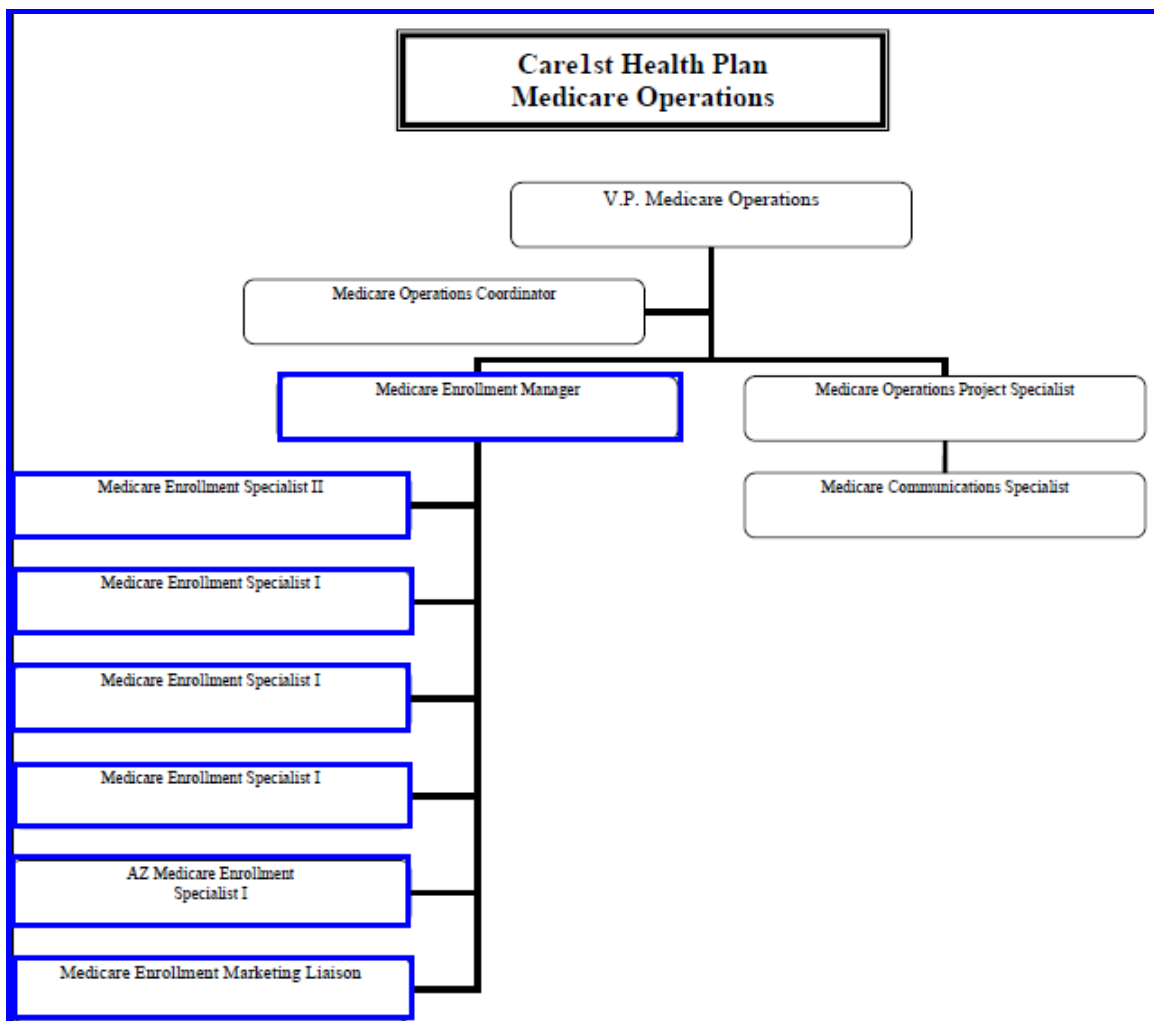 Care1st Health Plan
Medicare Operations
V.P. Medicare Operations
Medicare Operations Coordinator
Medicare Enrollment Manager
Medicare Operations Project Specialist
Medicare Enrollment Specialist II
Medicare Communications Specialist
Medicare Enrollment Specialist I
Medicare Enrollment Specialist I
Medicare Enrollment Specialist I
AZ Medicare Enrollment
Specialist I
Medicare Enrollment Marketing Liaison